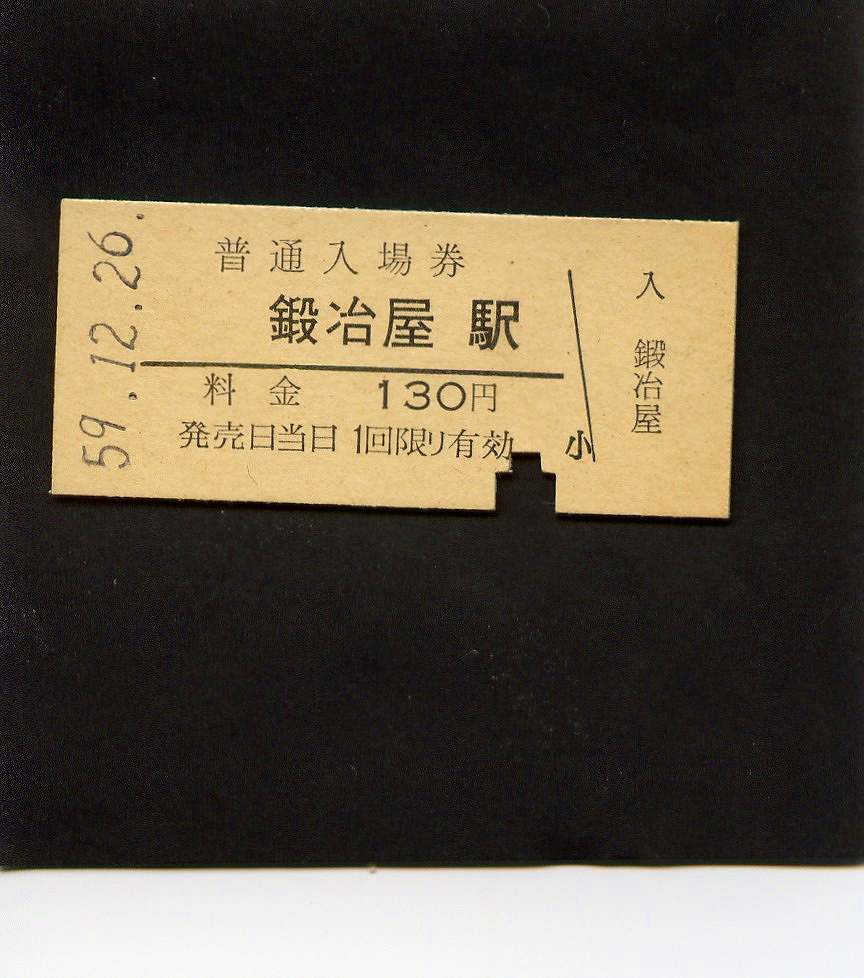 59.12.26.
普通入場券
鍛冶屋駅
料金 130円
発売日当日1回限り有効
小
入
鍛冶屋